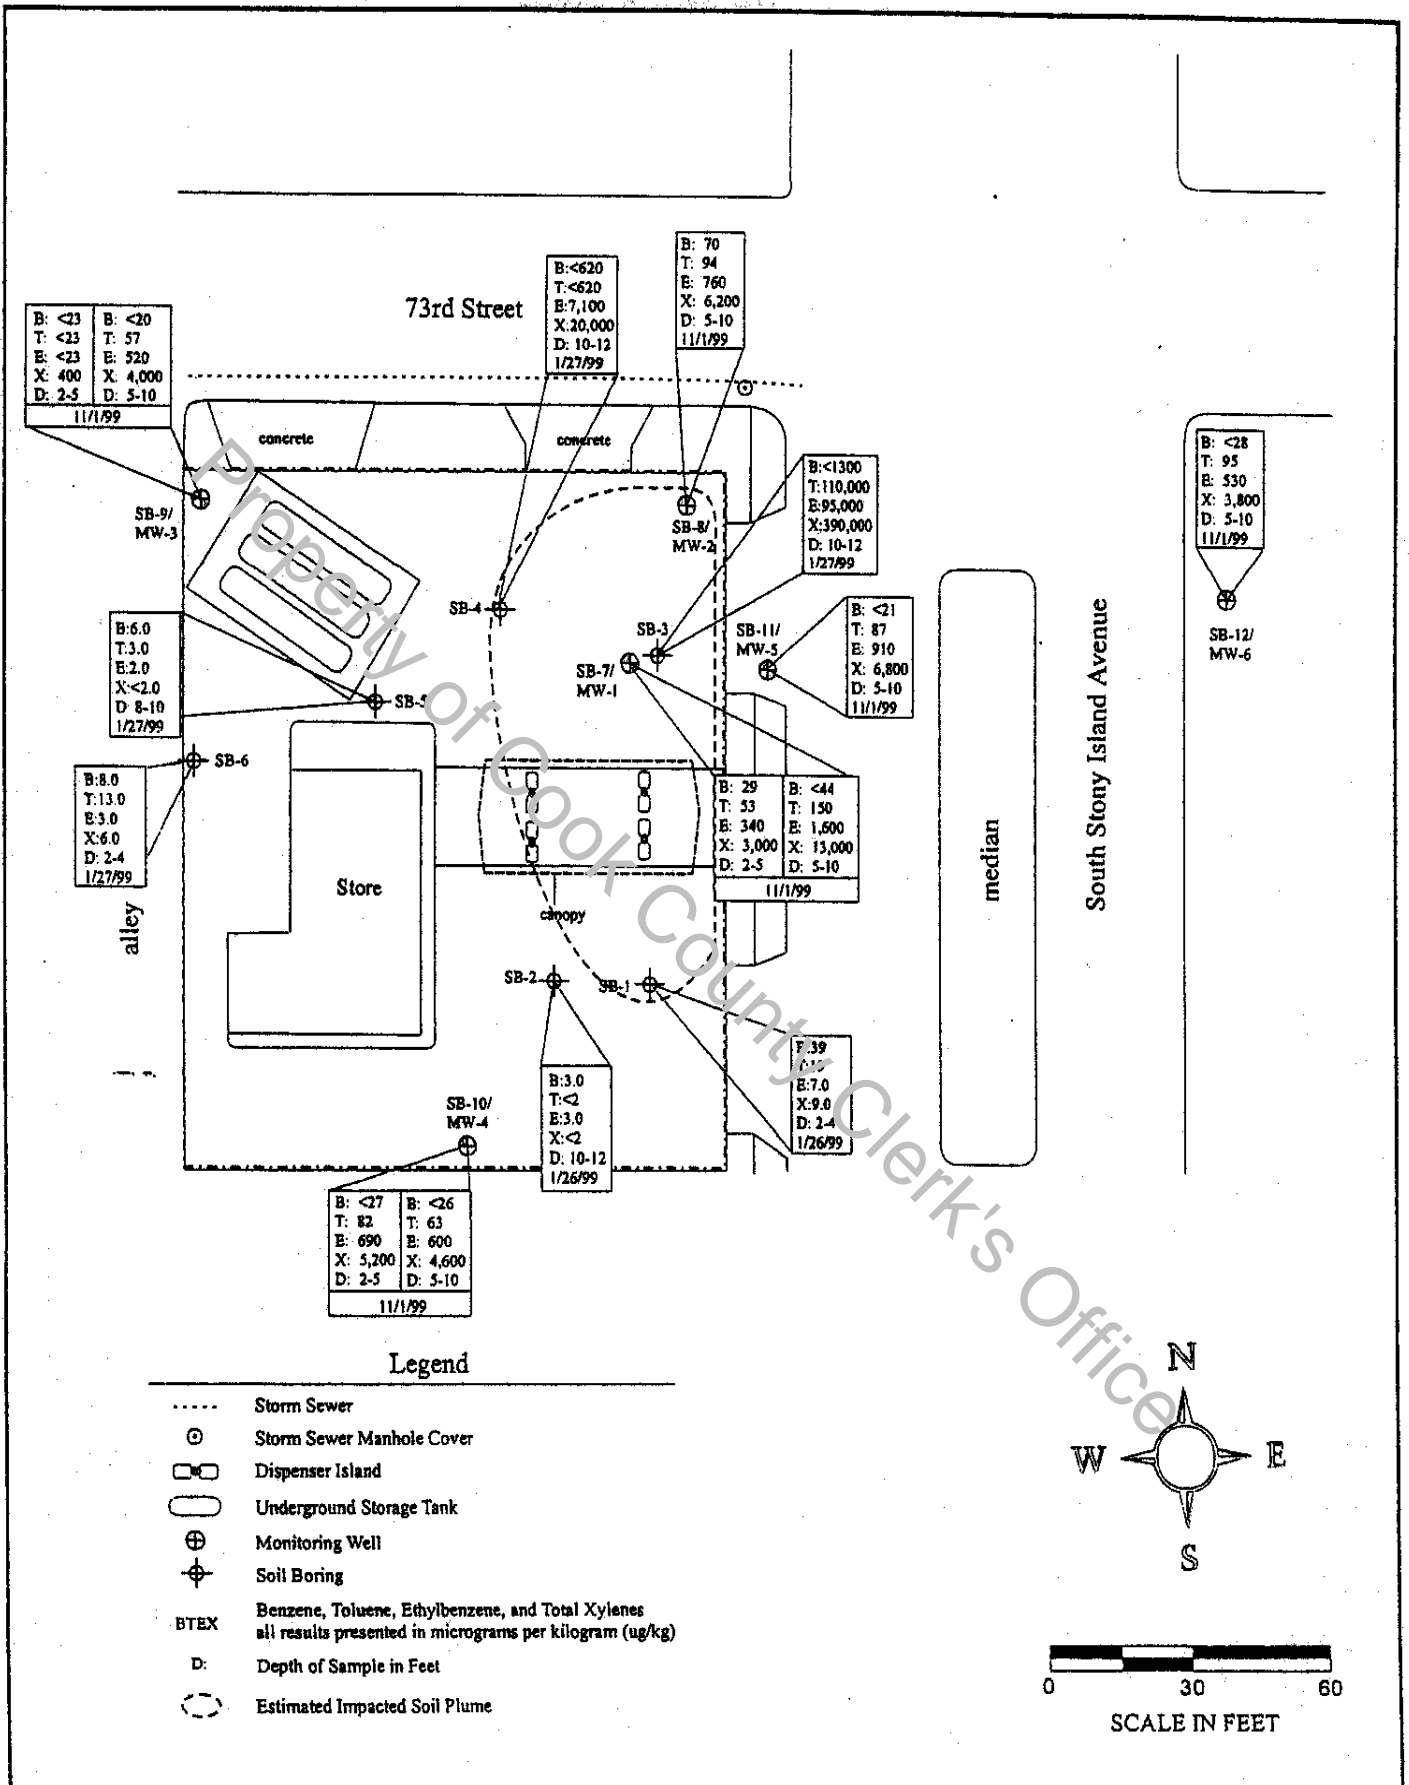 73rd Street
B: <23
T: <23
E: <23
X: 400
D: 2-5
B: <20
T: 57
E: 520
X: 4,000
D: 5-10
11/1/99
B:<620
T:<620
E:7,100
X:20,000
D: 10-12
1/27/99
B: 70
T: 94
E: 760
X: 6,200
D: 5-10
11/1/99
concrete
concrete
B:<1300
T:110,000
E:95,000
X:390,000
D: 10-12
1/27/99
B: <28
T: 95
E: 530
X: 3,800
D: 5-10
11/1/99
SB-9/
MW-3
SB-8/
MW-2
SB-4
SB-3
SB-7/
MW-1
SB-11/
MW-5
B: <21
T: 87
E: 910
X: 6,800
D: 5-10
11/1/99
SB-12/
MW-6
B:6.0
T:3.0
E:2.0
X:<2.0
D: 8-10
1/27/99
SB-5
SB-6
B:8.0
T:13.0
E:3.0
X:6.0
D: 2-4
1/27/99
B: 29
T: 53
E: 340
X: 3,000
D: 2-5
B: <44
T: 150
E: 1,600
X: 13,000
D: 5-10
11/1/99
Store
alley
canopy
median
South Stony Island Avenue
SB-2
SB-1
B:39
E:7.0
X:9.0
D: 2-4
1/26/99
B:3.0
T:<2
E:3.0
X:<2
D: 10-12
1/26/99
SB-10/
MW-4
B: <27
T: 82
E: 690
X: 5,200
D: 2-5
B: <26
T: 63
E: 600
X: 4,600
D: 5-10
11/1/99
Property of Cook County Clerk's Office
Legend
Storm Sewer
Storm Sewer Manhole Cover
Dispenser Island
Underground Storage Tank
Monitoring Well
Soil Boring
BTEX
Benzene, Toluene, Ethylbenzene, and Total Xylenes
all results presented in micrograms per kilogram (ug/kg)
D: Depth of Sample in Feet
Estimated Impacted Soil Plume
N
W
E
S
0 30 60
SCALE IN FEET